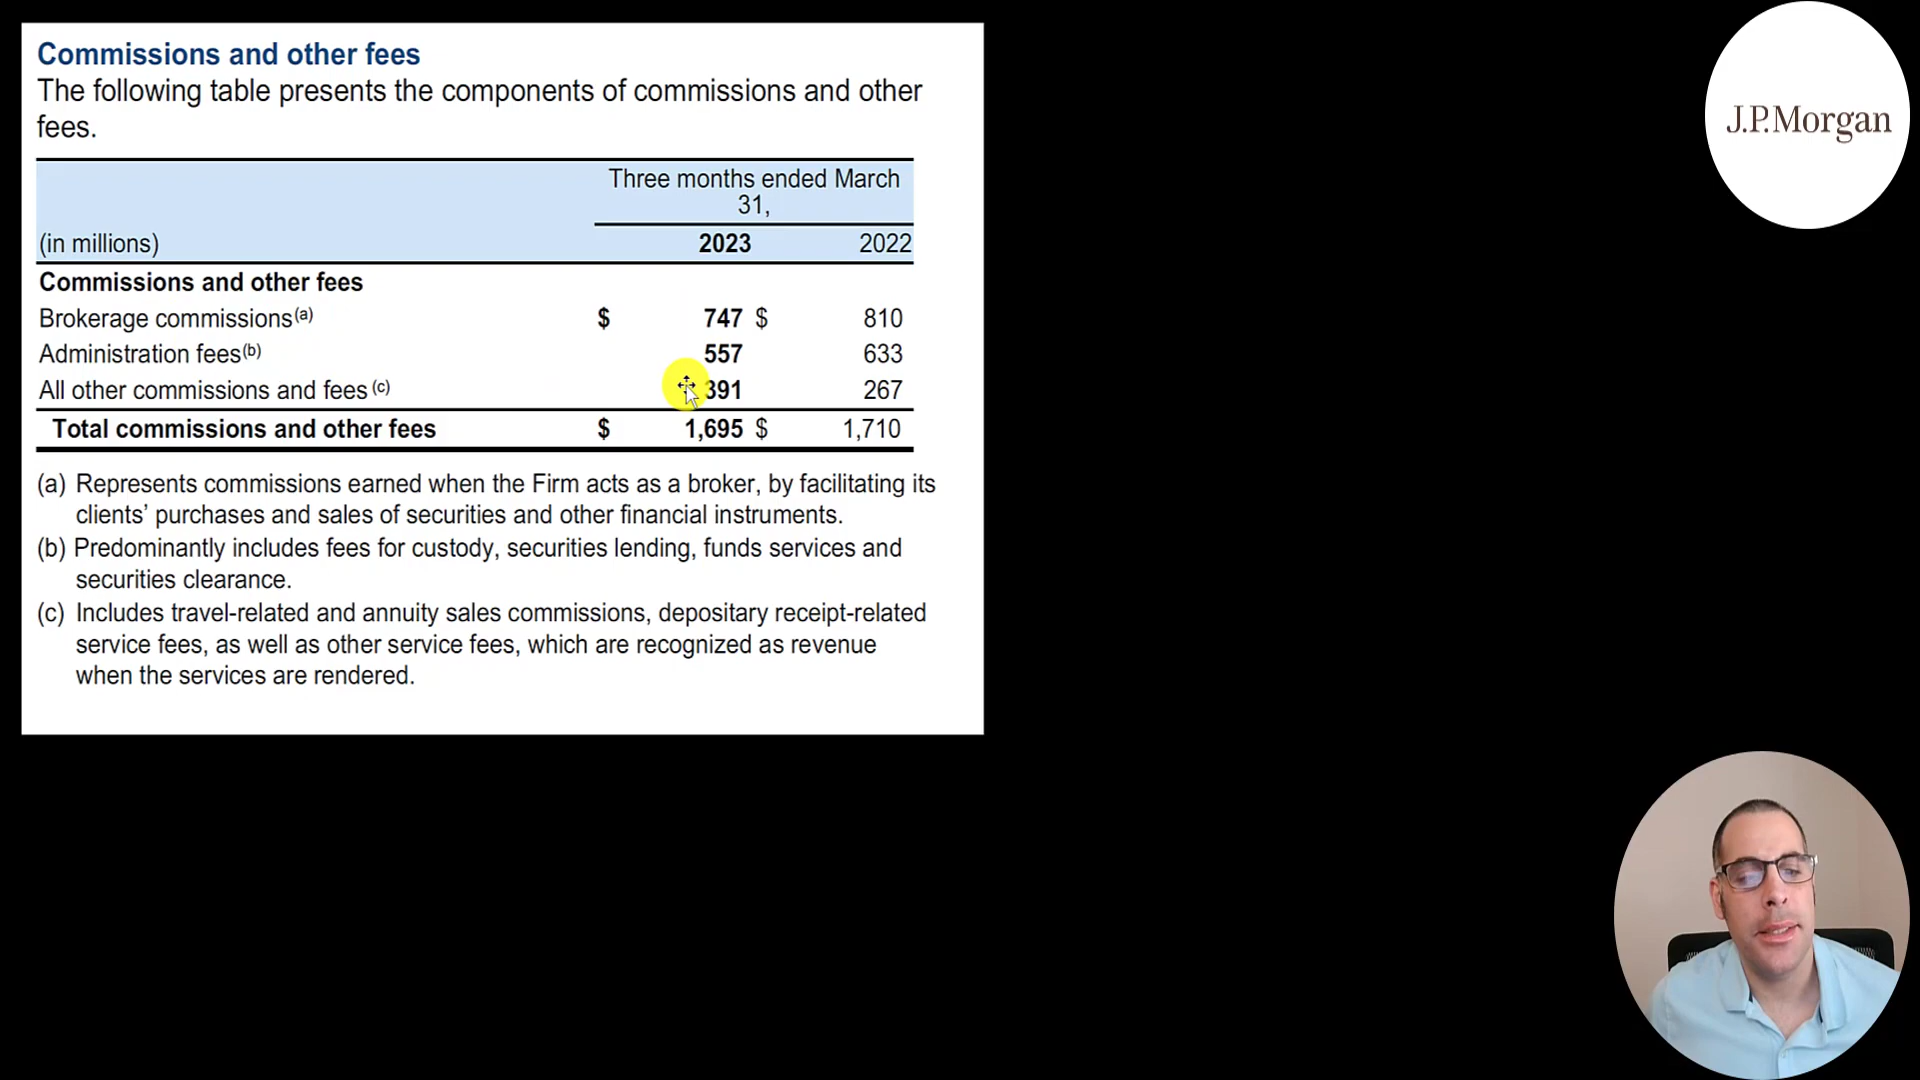 Commissions and other fees
The following table presents the components of commissions and other
fees.
Three months ended March
31,
(in millions) 2023 2022
Commissions and other fees
Brokerage commissions(a) $ 747 $ 810
Administration fees(b) 557 633
All other commissions and fees (c) 391 267
Total commissions and other fees $ 1,695 $ 1,710
(a) Represents commissions earned when the Firm acts as a broker, by facilitating its
clients’ purchases and sales of securities and other financial instruments.
(b) Predominantly includes fees for custody, securities lending, funds services and
securities clearance.
(c) Includes travel-related and annuity sales commissions, depositary receipt-related
service fees, as well as other service fees, which are recognized as revenue
when the services are rendered.
J.P.Morgan